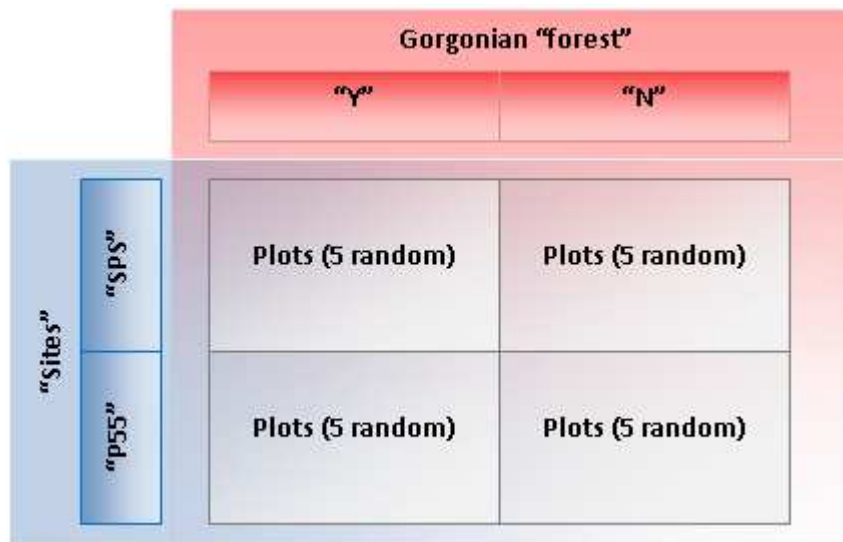 Gorgonian “forest”
“Y” “N”
“Sites”
“SPS”
Plots (5 random) Plots (5 random)
“P55”
Plots (5 random) Plots (5 random)